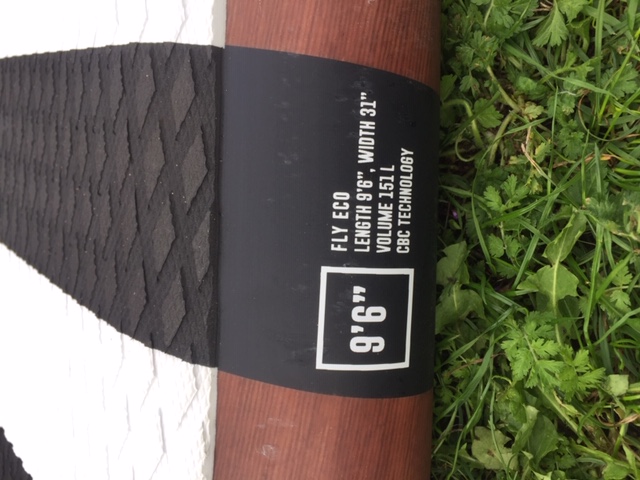 FLY ECO
LENGTH 9'6", WIDTH 31"
VOLUME 151 L
CBC TECHNOLOGY
9'6"